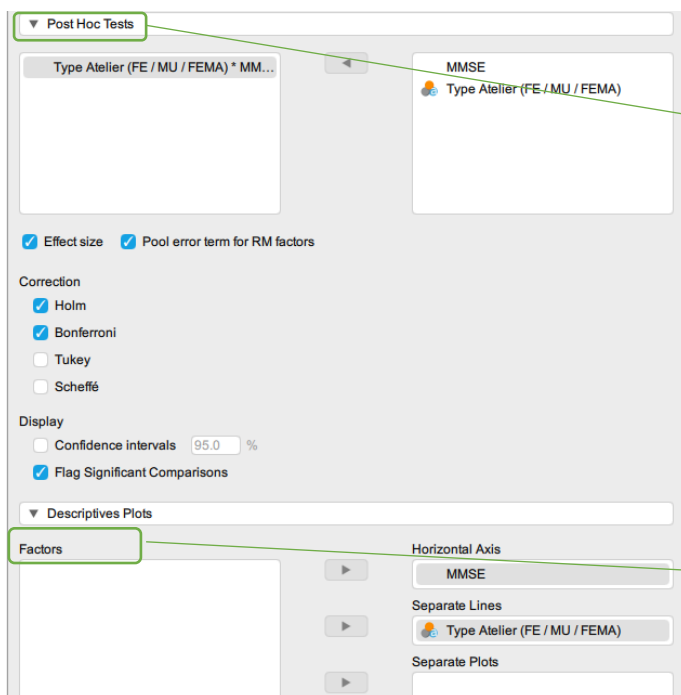 Post Hoc Tests
Type Atelier (FE / MU / FEMA) * MM...
MMSE
Type Atelier (FE / MU / FEMA)
Effect size
Pool error term for RM factors
Correction
Holm
Bonferroni
Tukey
Scheffé
Display
Confidence intervals 95.0 %
Flag Significant Comparisons
Descriptives Plots
Factors
Horizontal Axis
MMSE
Separate Lines
Type Atelier (FE / MU / FEMA)
Separate Plots